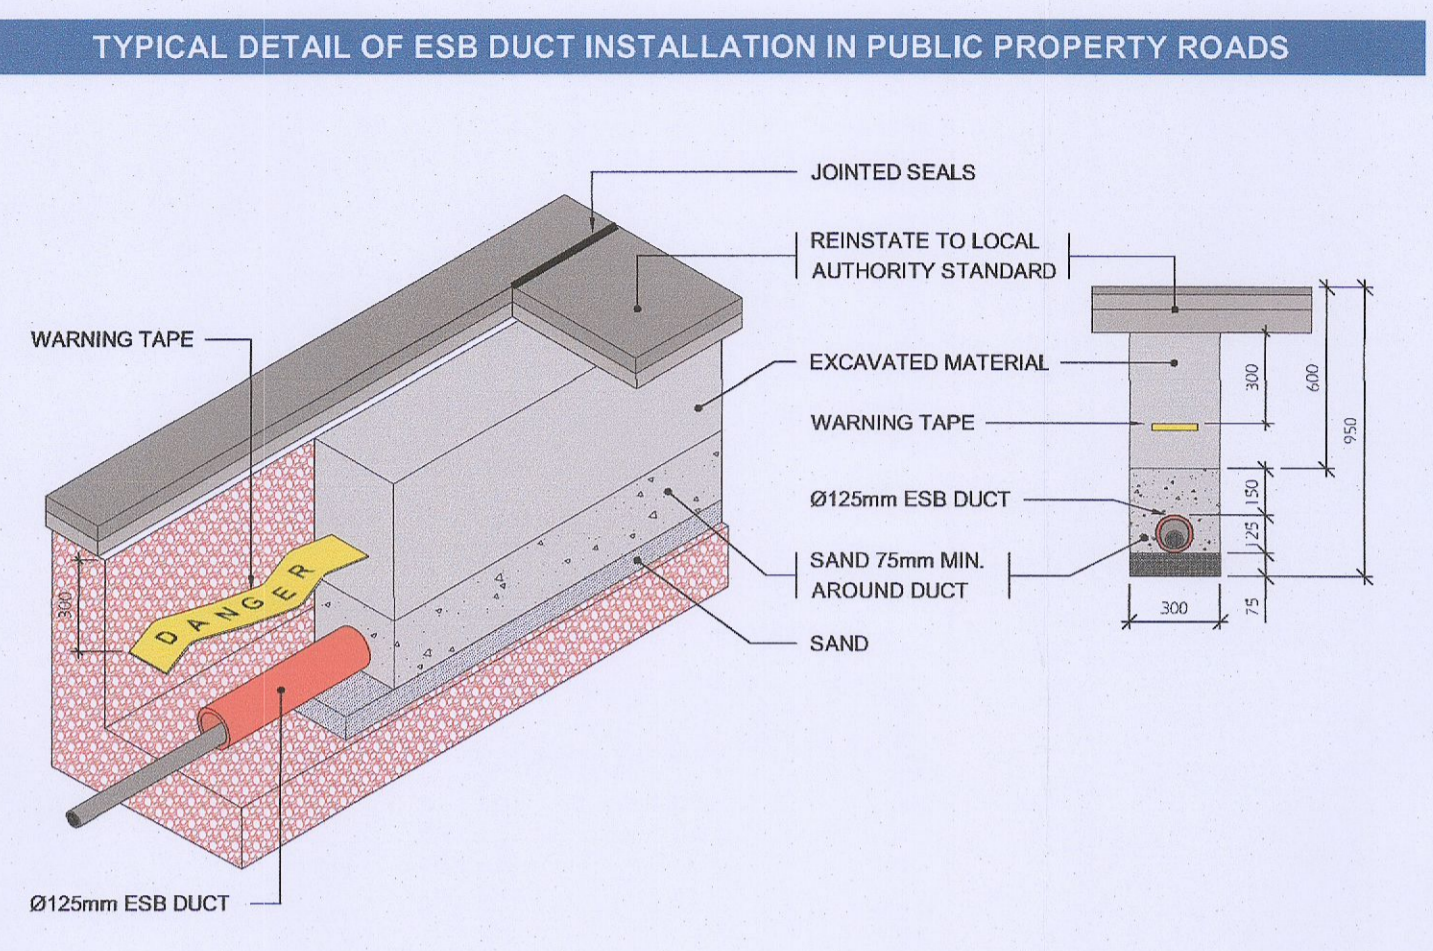 TYPICAL DETAIL OF ESB DUCT INSTALLATION IN PUBLIC PROPERTY ROADS
JOINTED SEALS
REINSTATE TO LOCAL
AUTHORITY STANDARD
WARNING TAPE
EXCAVATED MATERIAL
WARNING TAPE
Ø125mm ESB DUCT
SAND 75mm MIN.
AROUND DUCT
SAND
DANGER
300
Ø125mm ESB DUCT
300
600
950
150
125
75
300